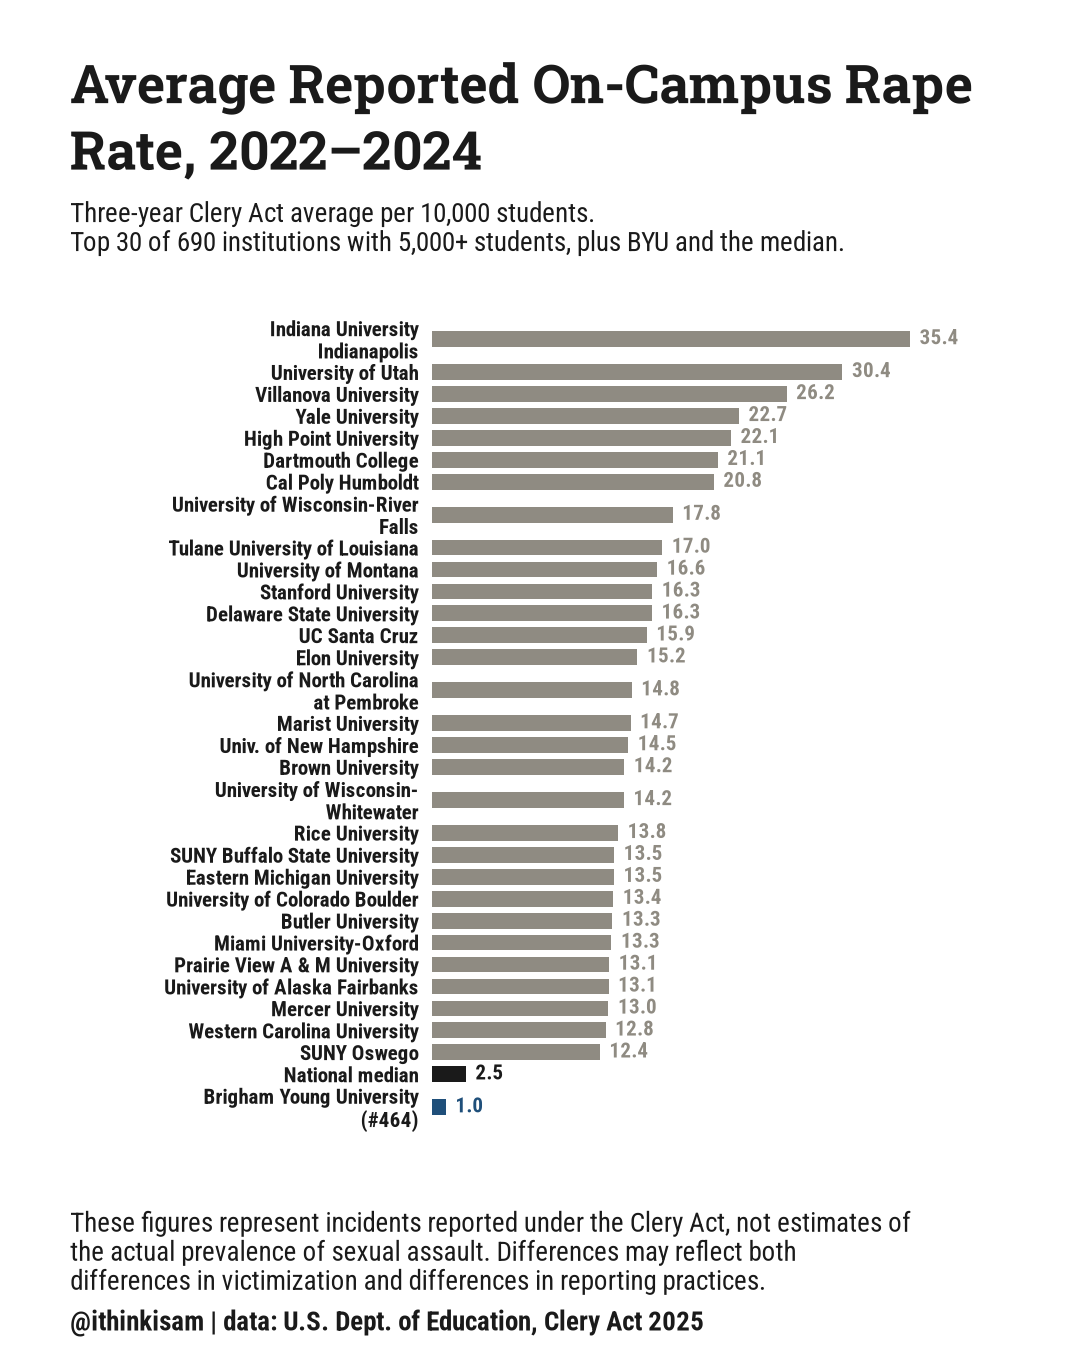 Average Reported On-Campus Rape
Rate, 2022–2024
Three-year Clery Act average per 10,000 students.
Top 30 of 690 institutions with 5,000+ students, plus BYU and the median.
Indiana University
Indianapolis
35.4
University of Utah 30.4
Villanova University 26.2
Yale University 22.7
High Point University 22.1
Dartmouth College 21.1
Cal Poly Humboldt 20.8
University of Wisconsin-River
Falls
17.8
Tulane University of Louisiana 17.0
University of Montana 16.6
Stanford University 16.3
Delaware State University 16.3
UC Santa Cruz 15.9
Elon University 15.2
University of North Carolina
at Pembroke
14.8
Marist University 14.7
Univ. of New Hampshire 14.5
Brown University 14.2
University of Wisconsin-
Whitewater
14.2
Rice University 13.8
SUNY Buffalo State University 13.5
Eastern Michigan University 13.5
University of Colorado Boulder 13.4
Butler University 13.3
Miami University-Oxford 13.3
Prairie View A & M University 13.1
University of Alaska Fairbanks 13.1
Mercer University 13.0
Western Carolina University 12.8
SUNY Oswego 12.4
National median 2.5
Brigham Young University
(#464)
1.0
These figures represent incidents reported under the Clery Act, not estimates of
the actual prevalence of sexual assault. Differences may reflect both
differences in victimization and differences in reporting practices.
@ithinkisam | data: U.S. Dept. of Education, Clery Act 2025